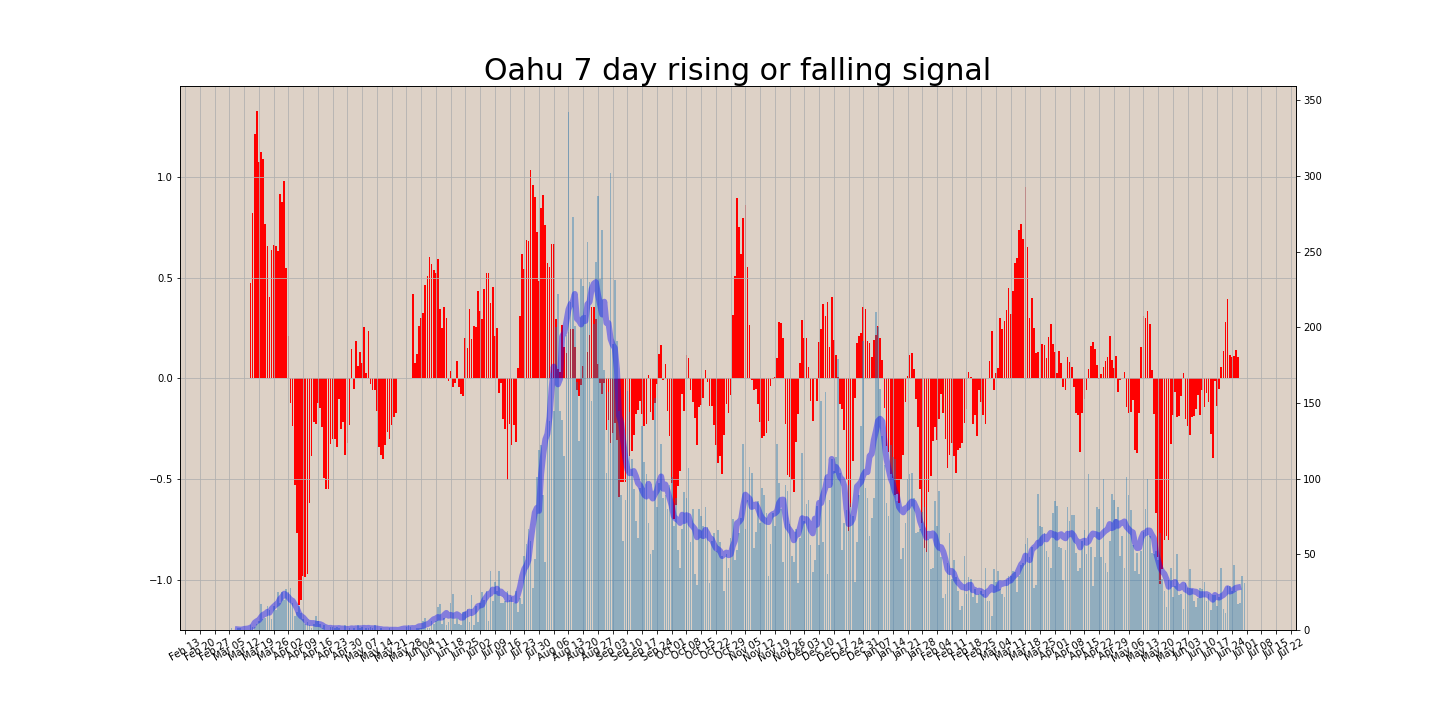 Oahu 7 day rising or falling signal
1.0
0.5
0.0
−0.5
−1.0
350
300
250
200
150
100
50
0
Feb 13
Feb 20
Feb 27
Mar 05
Mar 12
Mar 19
Mar 26
Apr 02
Apr 09
Apr 16
Apr 23
Apr 30
May 07
May 14
May 21
May 28
Jun 04
Jun 11
Jun 18
Jun 25
Jul 02
Jul 09
Jul 16
Jul 23
Jul 30
Aug 06
Aug 13
Aug 20
Aug 27
Sep 03
Sep 10
Sep 17
Sep 24
Oct 01
Oct 08
Oct 15
Oct 22
Oct 29
Nov 05
Nov 12
Nov 19
Nov 26
Dec 03
Dec 10
Dec 17
Dec 24
Dec 31
Jan 07
Jan 14
Jan 21
Jan 28
Feb 04
Feb 11
Feb 18
Feb 25
Mar 04
Mar 11
Mar 18
Mar 25
Apr 01
Apr 08
Apr 15
Apr 22
Apr 29
May 06
May 13
May 20
May 27
Jun 03
Jun 10
Jun 17
Jun 24
Jul 01
Jul 08
Jul 15
Jul 22